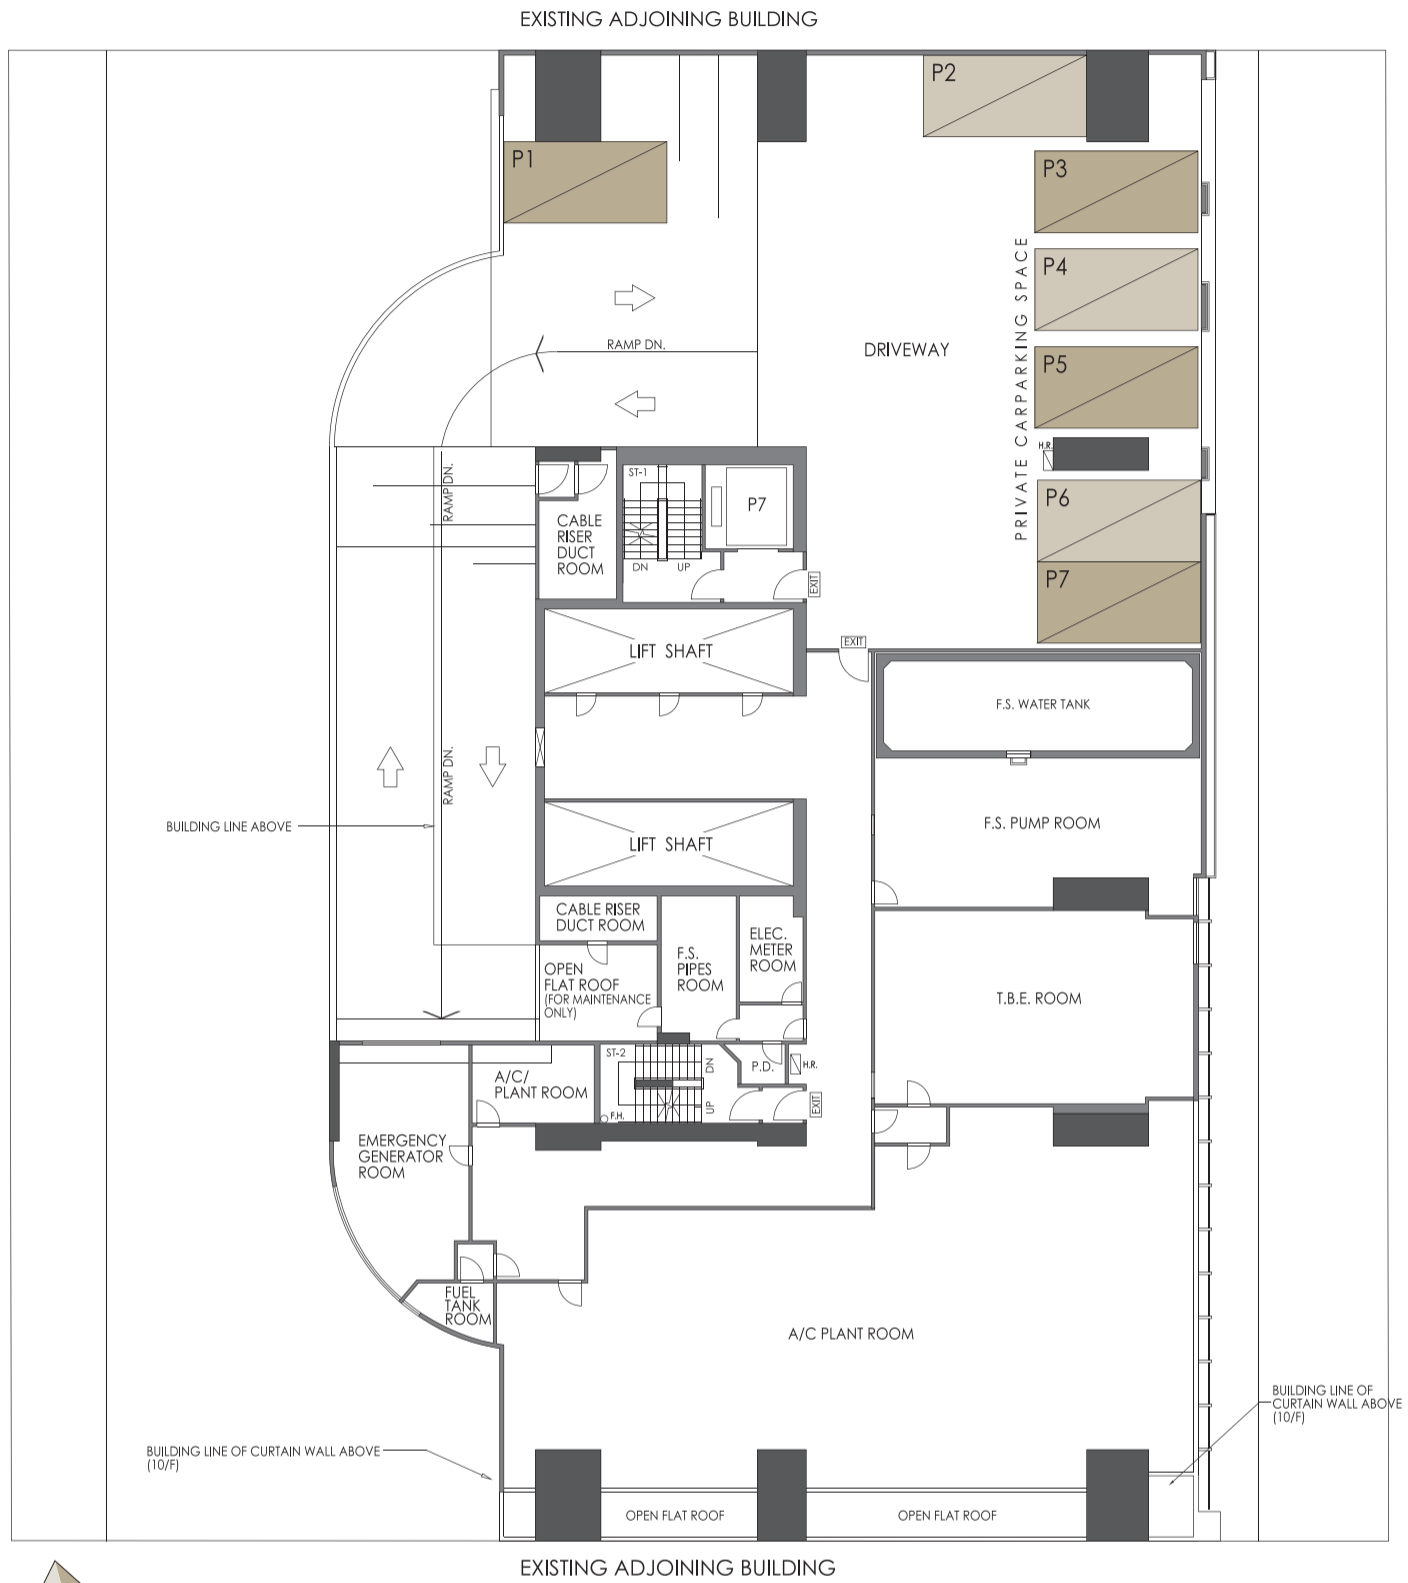 EXISTING ADJOINING BUILDING
P2
P1
P3
P4
P5
PRIVATE CARPARKING SPACE
DRIVEWAY
RAMP DN.
H.R.
RAMP DN.
ST-1
P7
P6
CABLE
RISER
DUCT
ROOM
DN
UP
EXIT
P7
EXIT
LIFT SHAFT
F.S. WATER TANK
RAMP DN.
BUILDING LINE ABOVE
F.S. PUMP ROOM
LIFT SHAFT
CABLE RISER
DUCT ROOM
ELEC.
METER
ROOM
F.S.
PIPES
ROOM
OPEN
FLAT ROOF
(FOR MAINTENANCE
ONLY)
T.B.E. ROOM
ST-2
DN
UP
P.D.
H.R.
A/C/
PLANT ROOM
F.H.
EXIT
EMERGENCY
GENERATOR
ROOM
FUEL
TANK
ROOM
A/C PLANT ROOM
BUILDING LINE OF
CURTAIN WALL ABOVE
(10/F)
BUILDING LINE OF CURTAIN WALL ABOVE
(10/F)
OPEN FLAT ROOF
OPEN FLAT ROOF
EXISTING ADJOINING BUILDING